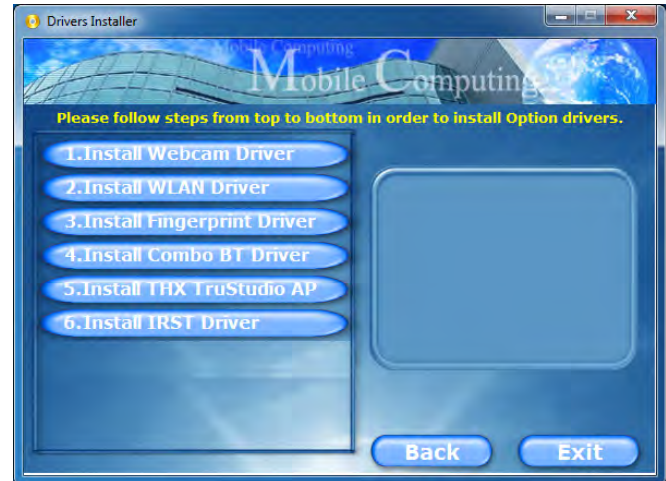 Drivers Installer
Mobile Computing
Mobile Computing
Please follow steps from top to bottom in order to install Option drivers.
1.Install Webcam Driver
2.Install WLAN Driver
3.Install Fingerprint Driver
4.Install Combo BT Driver
5.Install THX TruStudio AP
6.Install IRST Driver
Back
Exit